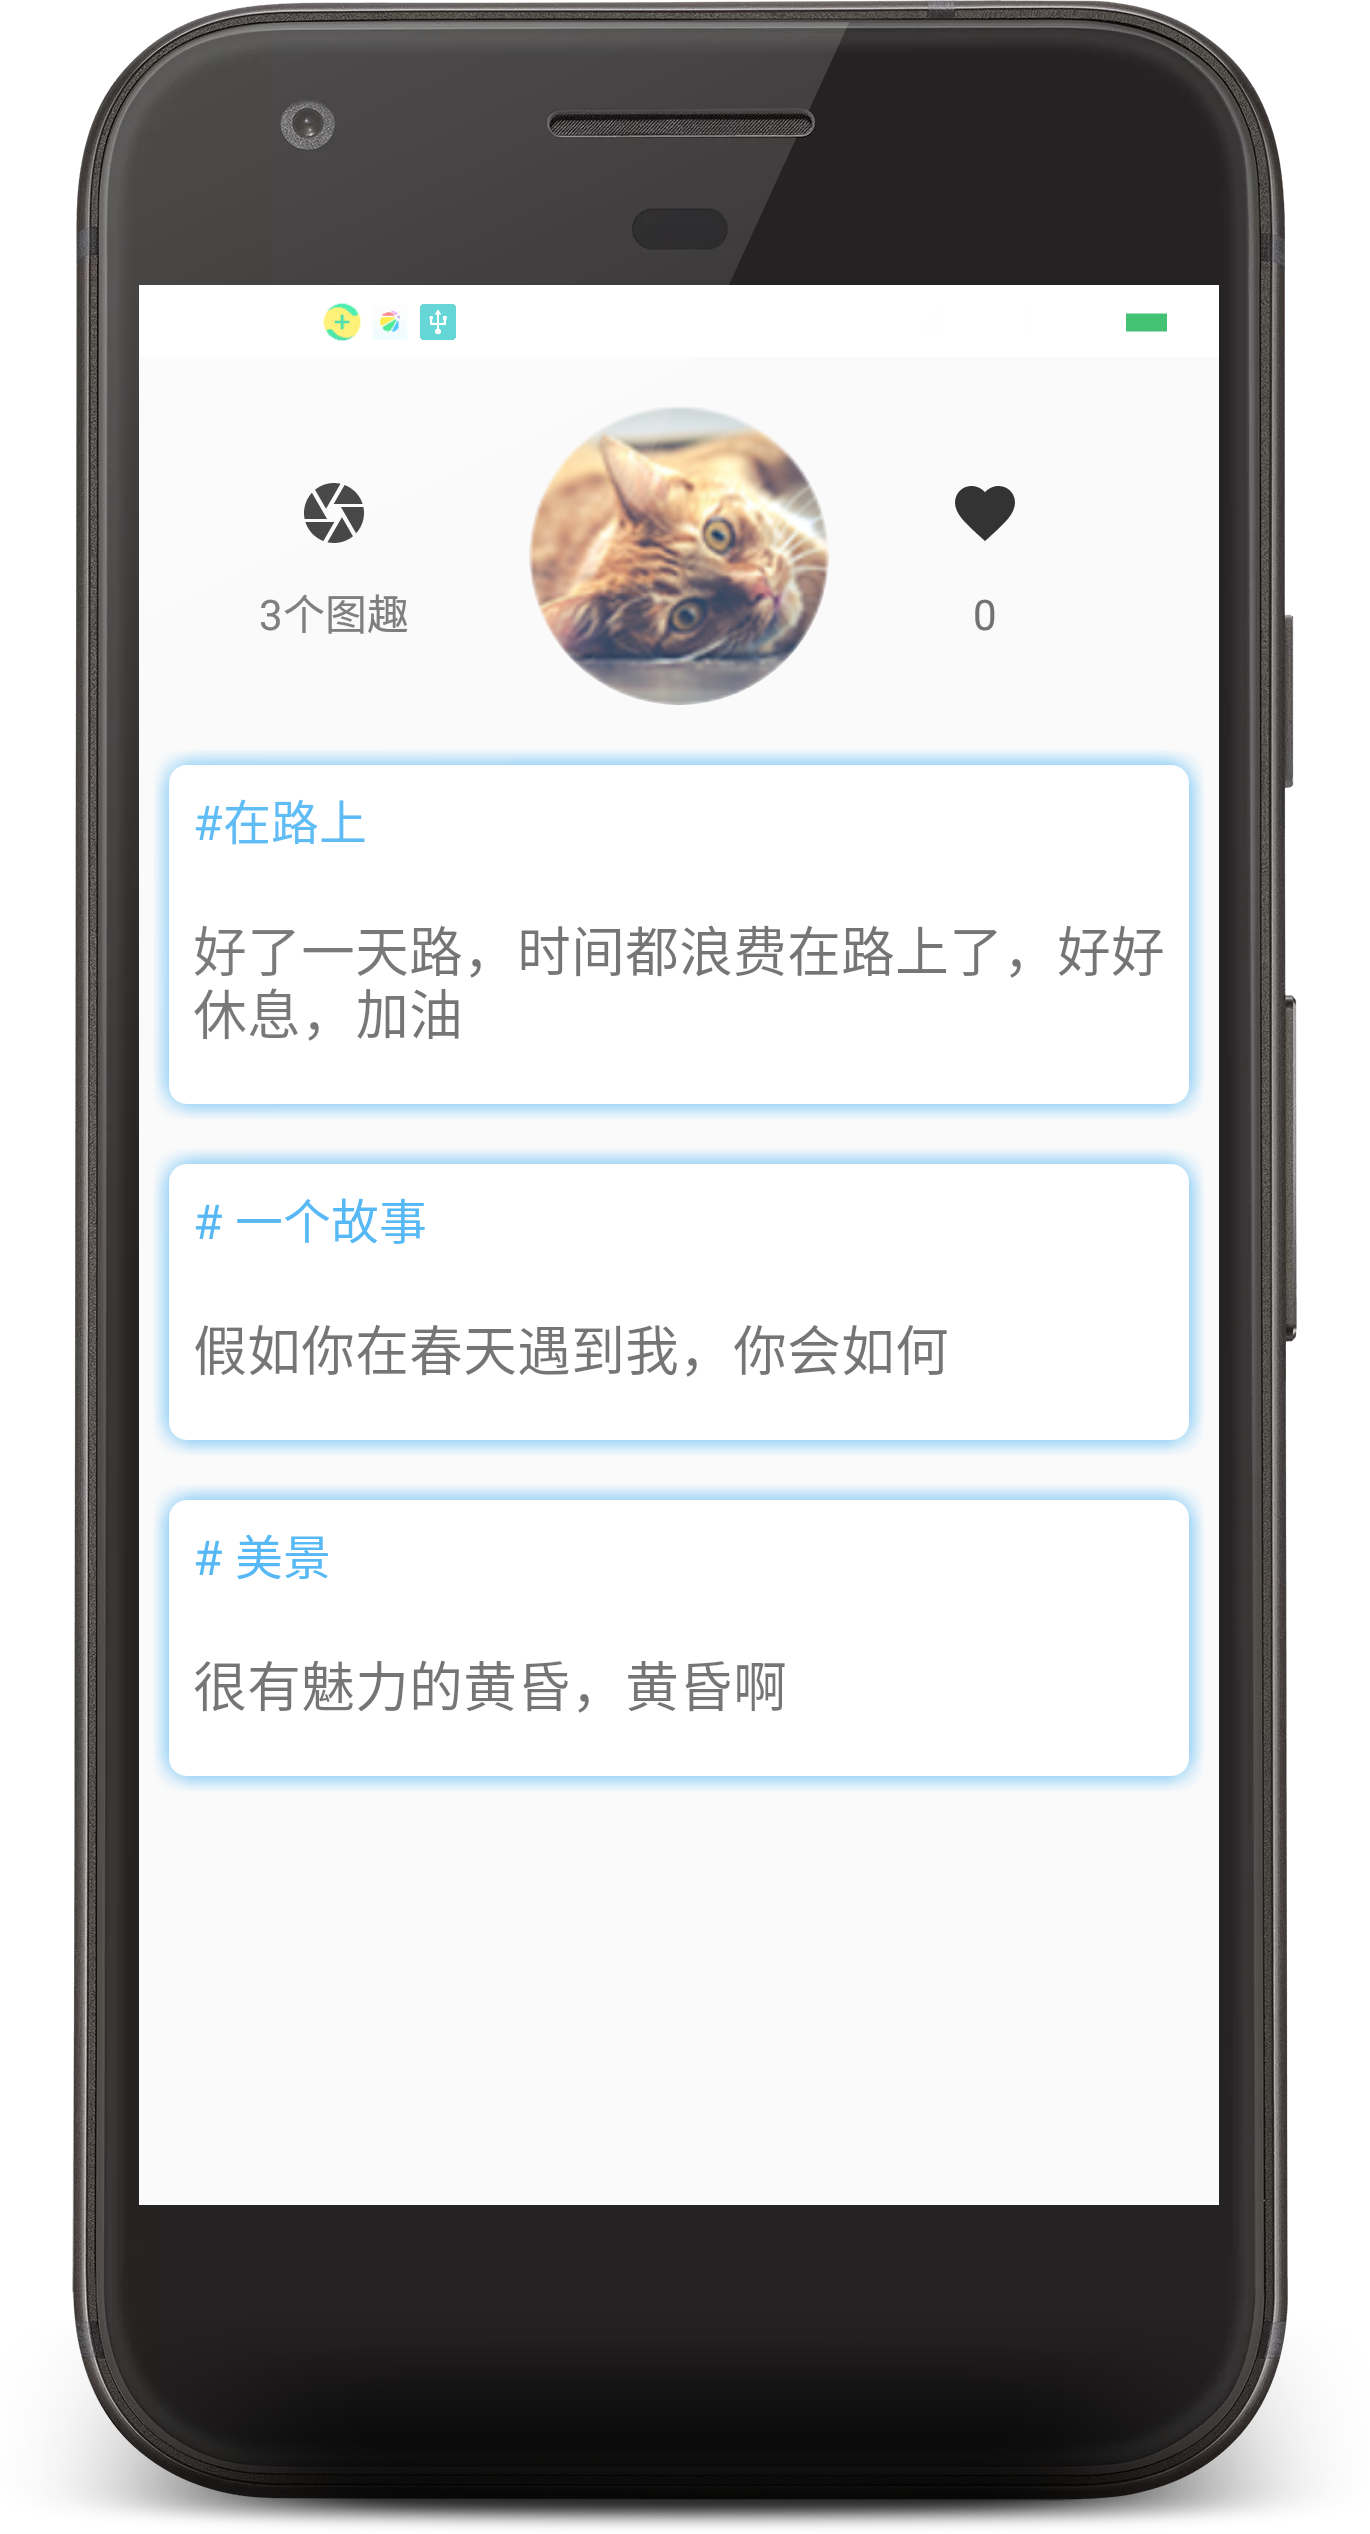 3个图趣
0
#在路上
好了一天路，时间都浪费在路上了，好好
休息，加油
# 一个故事
假如你在春天遇到我，你会如何
# 美景
很有魅力的黄昏，黄昏啊